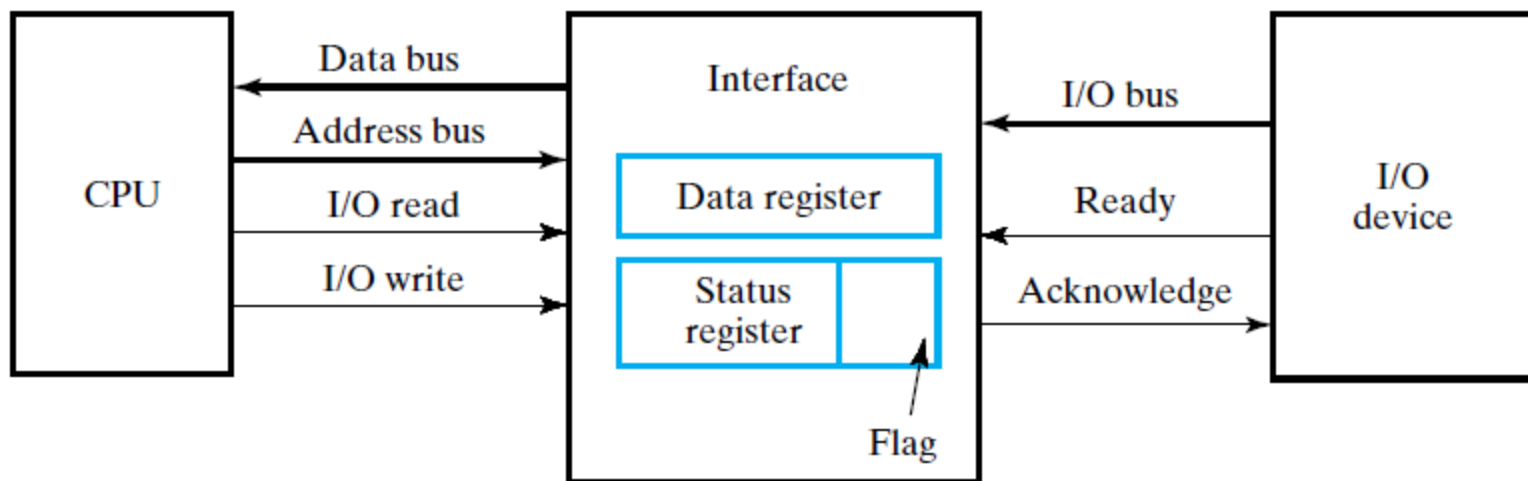 CPU
Data bus
Address bus
I/O read
I/O write
Interface
Data register
Status
register
Flag
I/O bus
Ready
Acknowledge
I/O
device